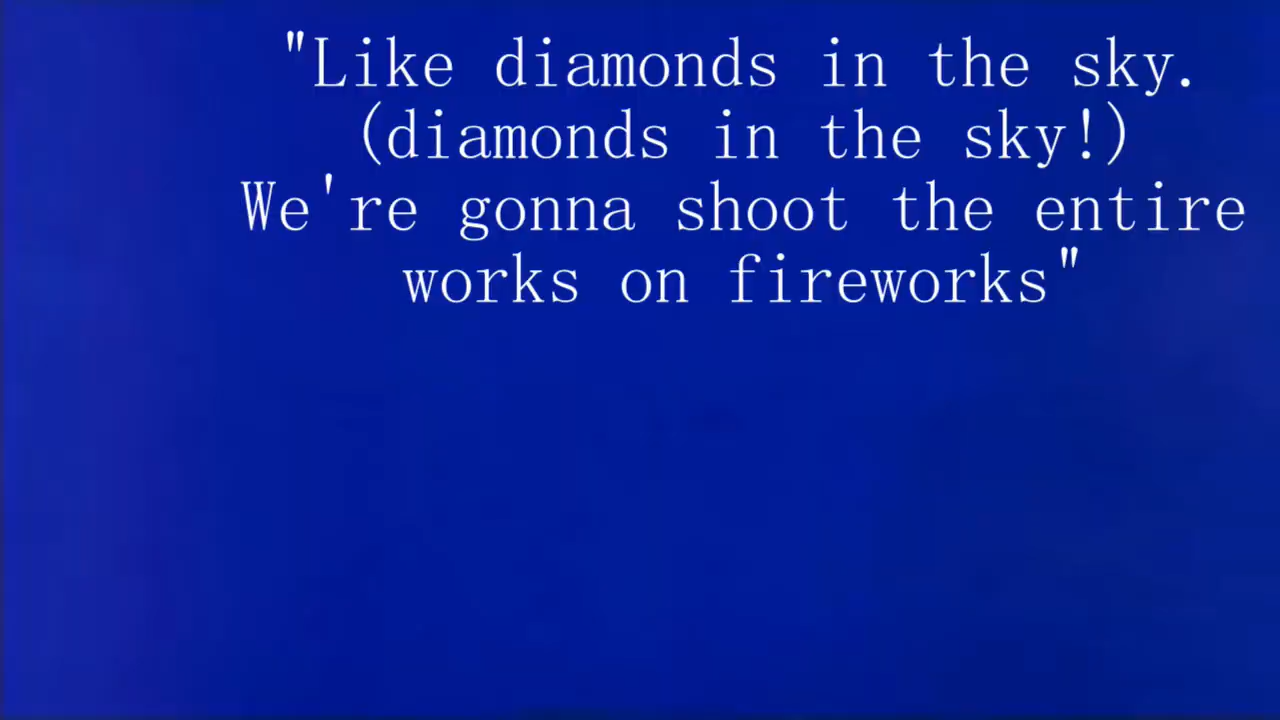 "Like diamonds in the sky.
(diamonds in the sky!)
We're gonna shoot the entire
works on fireworks"